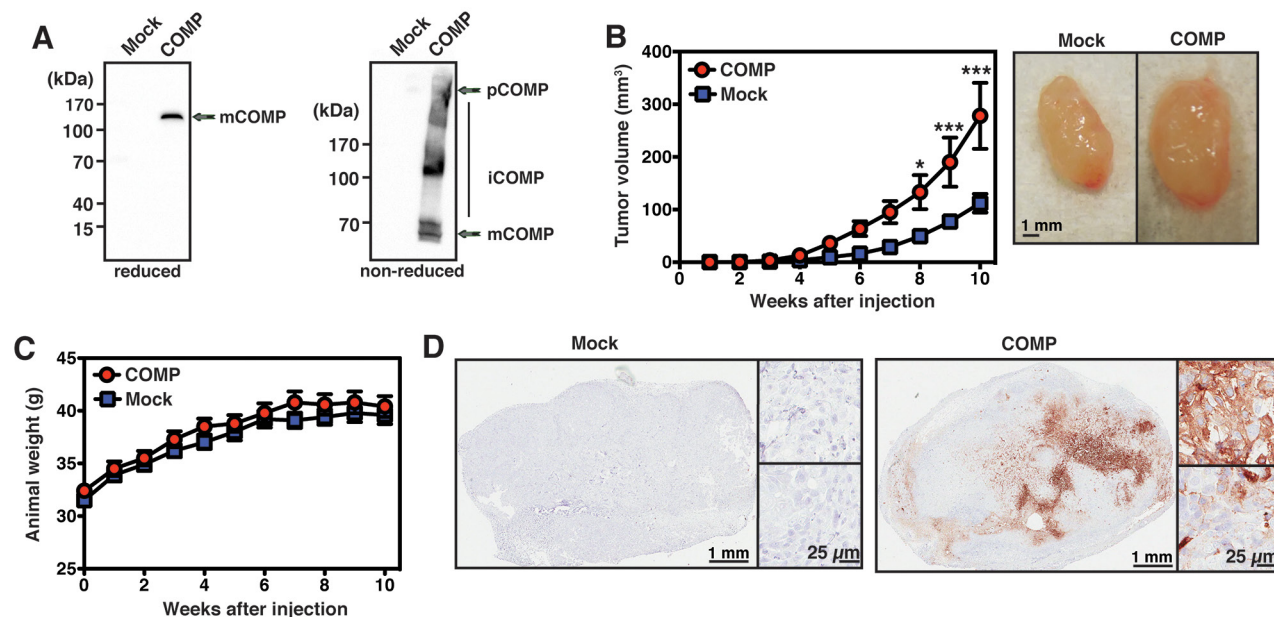 A
Mock
COMP
(kDa)
170
100
70
40
15
mCOMP
reduced
Mock
COMP
(kDa)
170
100
70
pCOMP
iCOMP
mCOMP
non-reduced
B
400
300
200
100
0
Tumor volume (mm³)
COMP
Mock
*
***
***
0 2 4 6 8 10
Weeks after injection
Mock
COMP
1 mm
C
45
40
35
30
25
Animal weight (g)
COMP
Mock
0 2 4 6 8 10
Weeks after injection
D
Mock
1 mm
25 µm
COMP
1 mm
25 µm